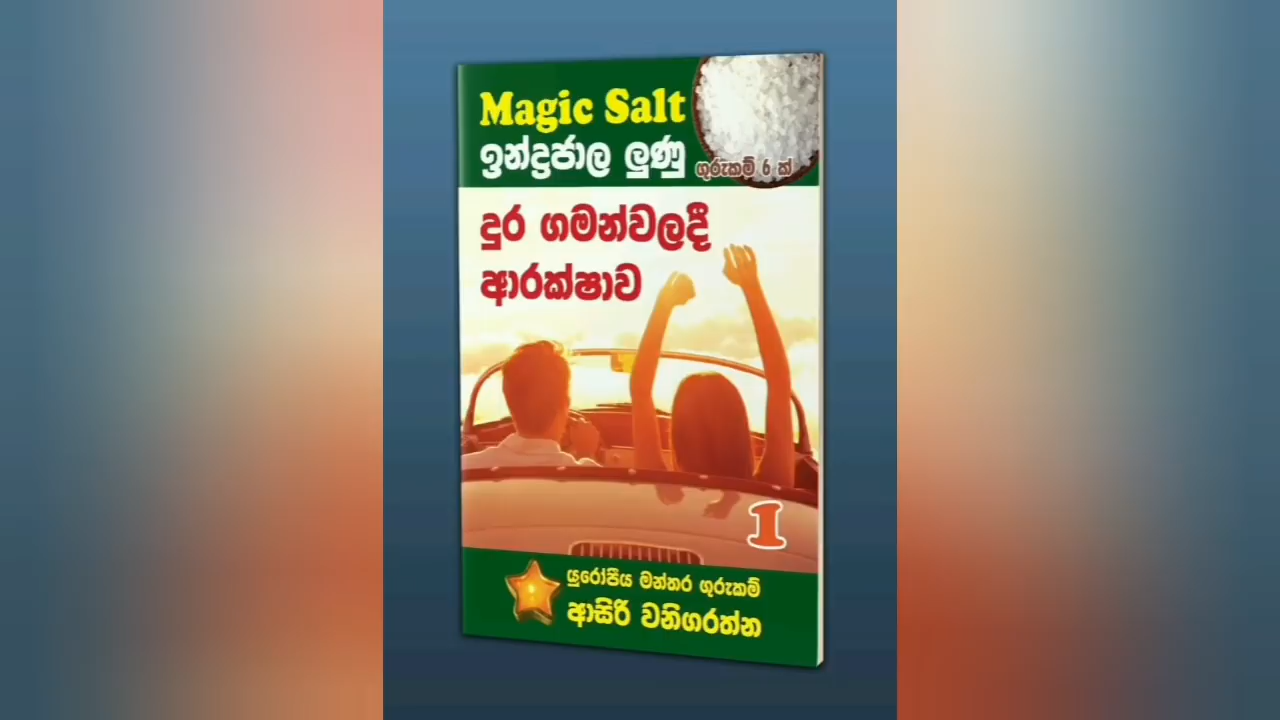 Magic Salt
ඉන්ද්‍රජාල ලුණු
ගුරුකම් 6 ක්
දුර ගමන්වලදී
ආරක්ෂාව
1
යුරෝපීය මන්තර ගුරුකම්
ආසිරි වනිගරත්න